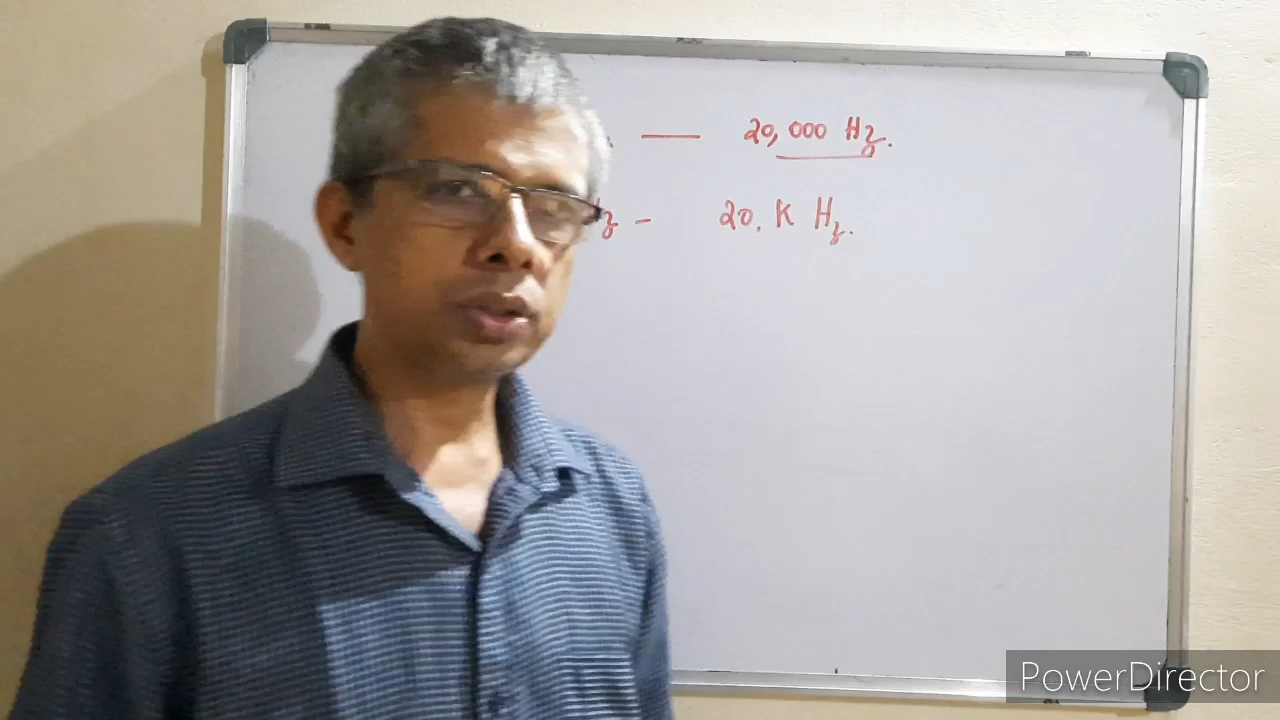 — 20,000 Hz.
z - 20. K Hz.
PowerDirector